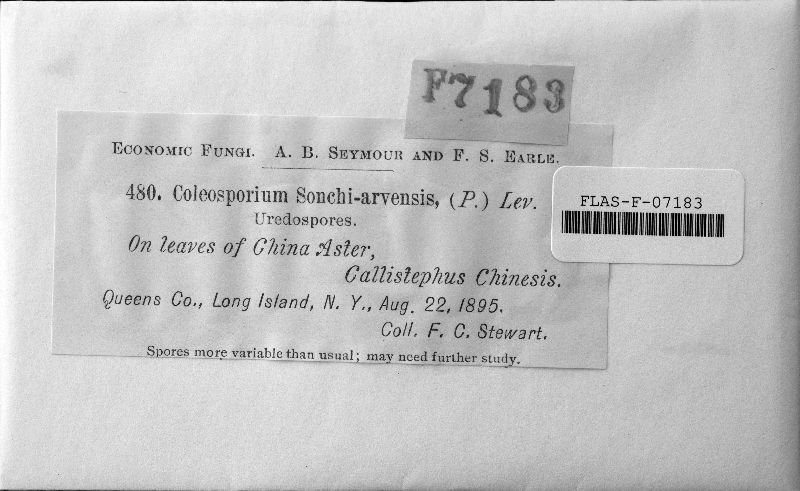 F7183
ECONOMIC FUNGI. A. B. SEYMOUR AND F. S. EARLE.
480. Coleosporium Sonchi-arvensis, (P.) Lev.
Uredospores.
FLAS-F-07183
On leaves of China Aster,
Callistephus Chinesis.
Queens Co., Long Island, N. Y., Aug. 22, 1895.
Coll. F. C. Stewart.
Spores more variable than usual; may need further study.